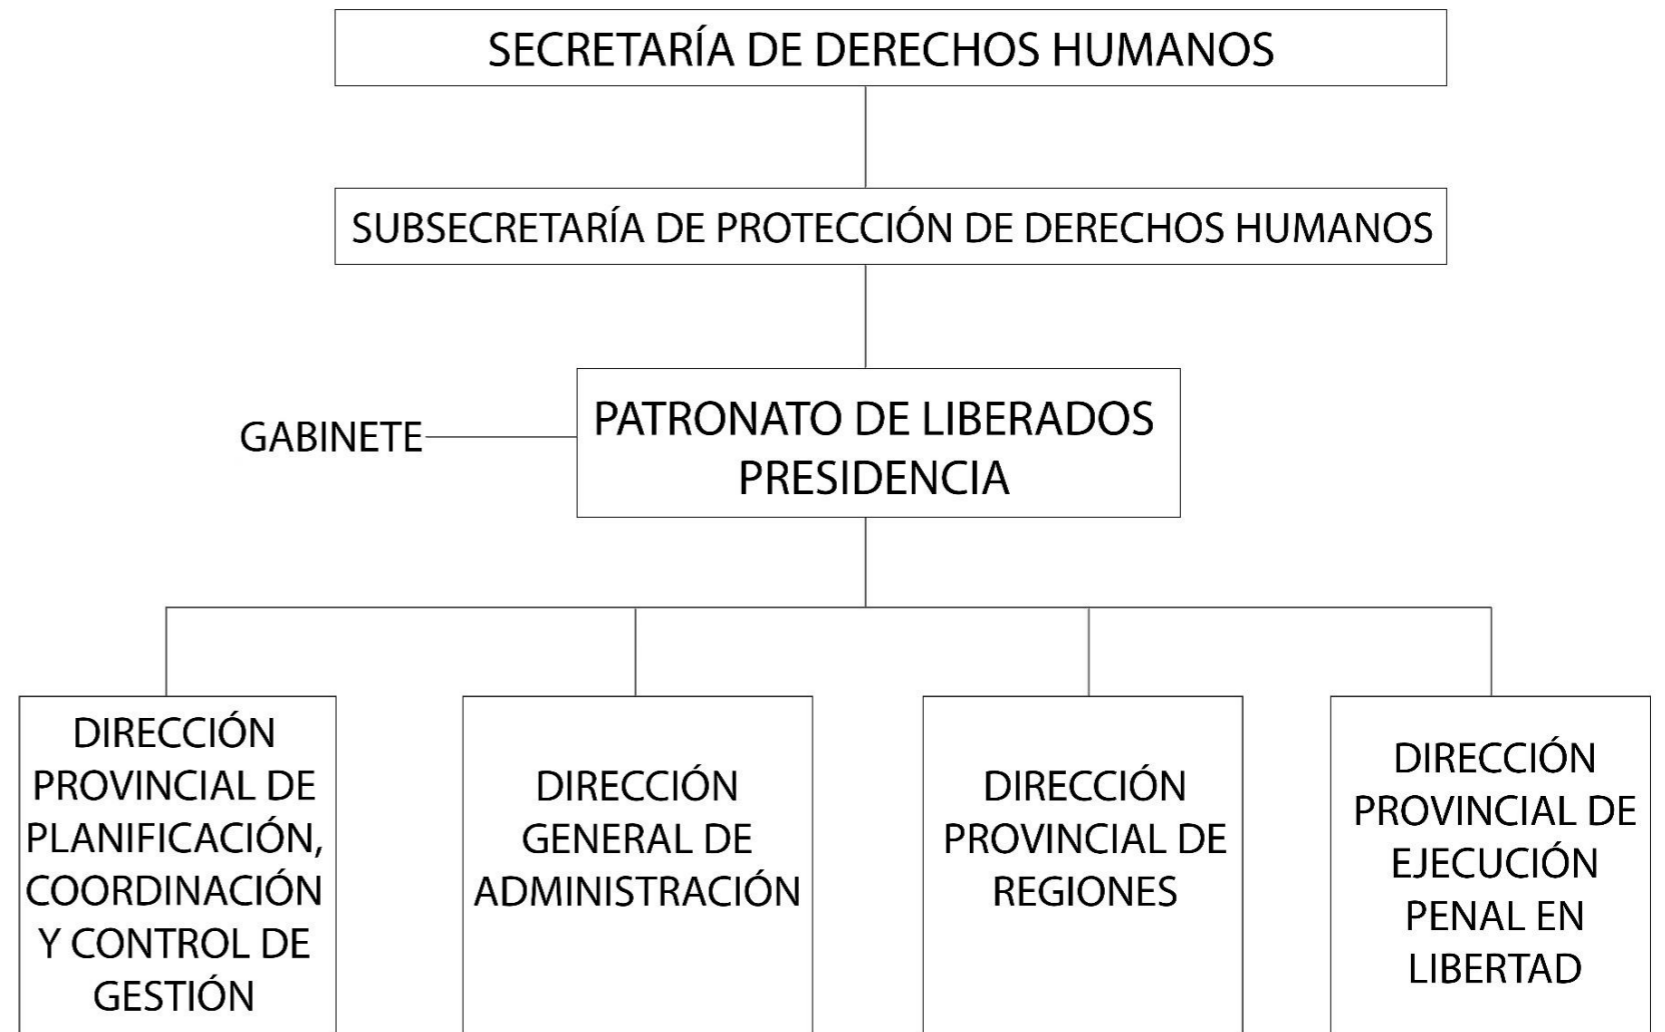 SECRETARÍA DE DERECHOS HUMANOS
SUBSECRETARÍA DE PROTECCIÓN DE DERECHOS HUMANOS
GABINETE
PATRONATO DE LIBERADOS
PRESIDENCIA
DIRECCIÓN
PROVINCIAL DE
PLANIFICACIÓN,
COORDINACIÓN
Y CONTROL DE
GESTIÓN
DIRECCIÓN
GENERAL DE
ADMINISTRACIÓN
DIRECCIÓN
PROVINCIAL DE
REGIONES
DIRECCIÓN
PROVINCIAL DE
EJECUCIÓN
PENAL EN
LIBERTAD